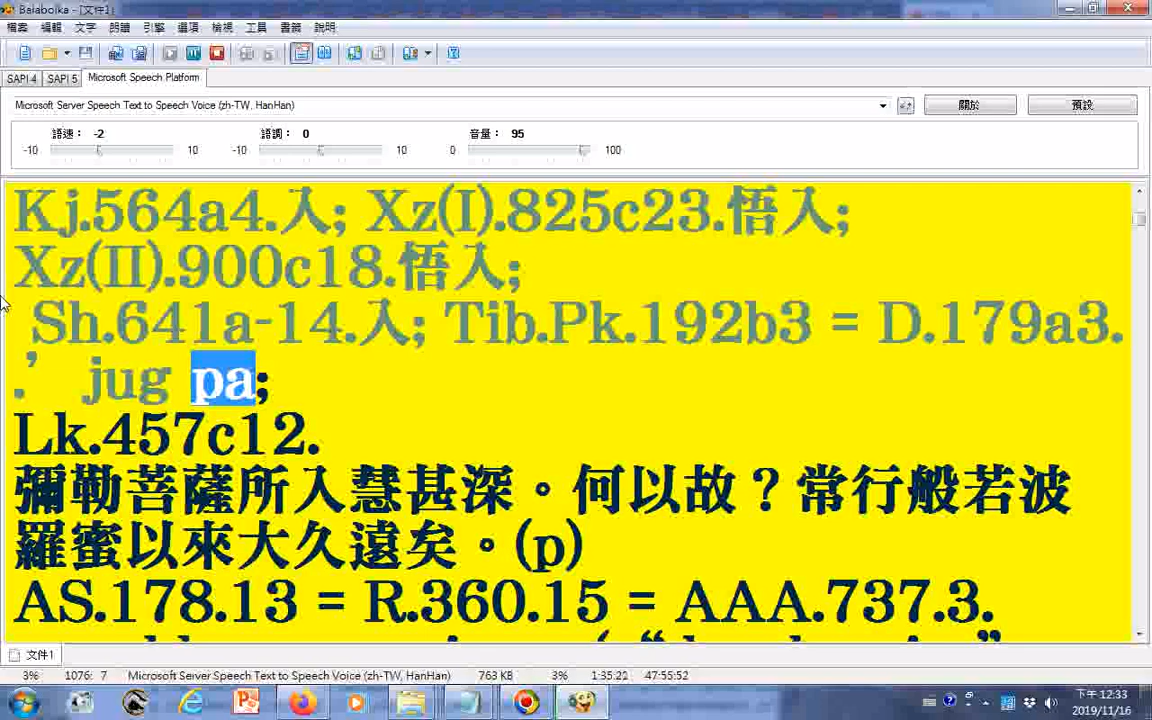 Balabolka - [文件1]
檔案 編輯 文字 朗讀 引擎 選項 檢視 工具 書籤 說明
SAPI 4 SAPI 5 Microsoft Speech Platform
Microsoft Server Speech Text to Speech Voice (zh-TW, HanHan) 關於 預設
語速： -2 語調： 0 音量： 95
-10 10 -10 10 0 100
Kj.564a4.入; Xz(I).825c23.悟入;
Xz(II).900c18.悟入;
Sh.641a-14.入; Tib.Pk.192b3 = D.179a3.
.’ jug pa;
Lk.457c12.
彌勒菩薩所入慧甚深。何以故？常行般若波
羅蜜以來大久遠矣。(p)
AS.178.13 = R.360.15 = AAA.737.3.
文件1
3% 1076: 7 Microsoft Server Speech Text to Speech Voice (zh-TW, HanHan) 763 KB 3% 1:35:21 47:55:52
下午 12:33
2019/11/16